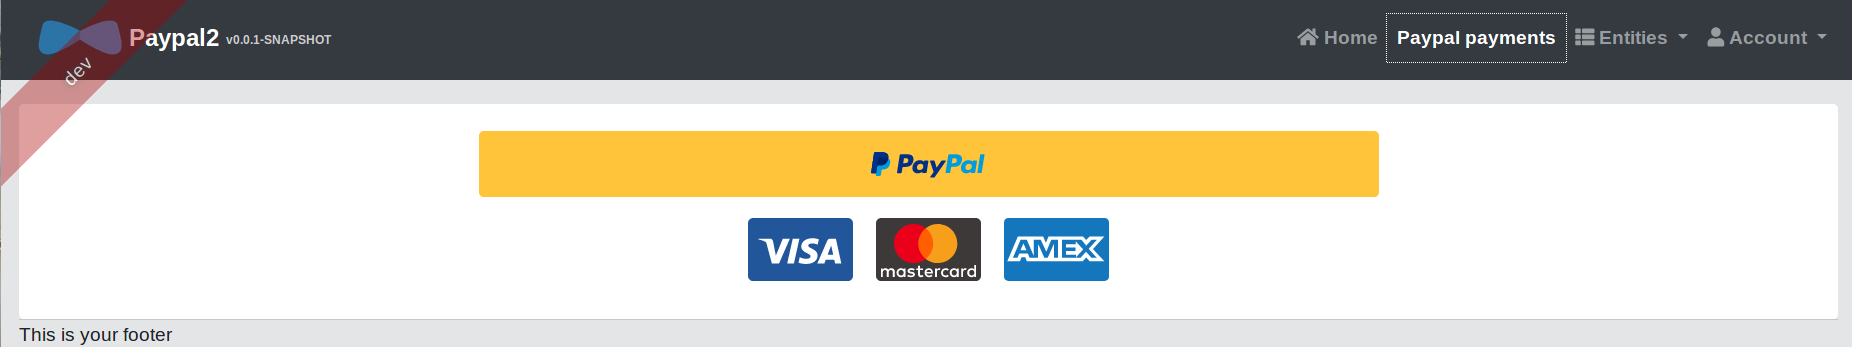 Paypal2 v0.0.1-SNAPSHOT
Home Paypal payments Entities Account
dev
PayPal
VISA mastercard AMEX
This is your footer